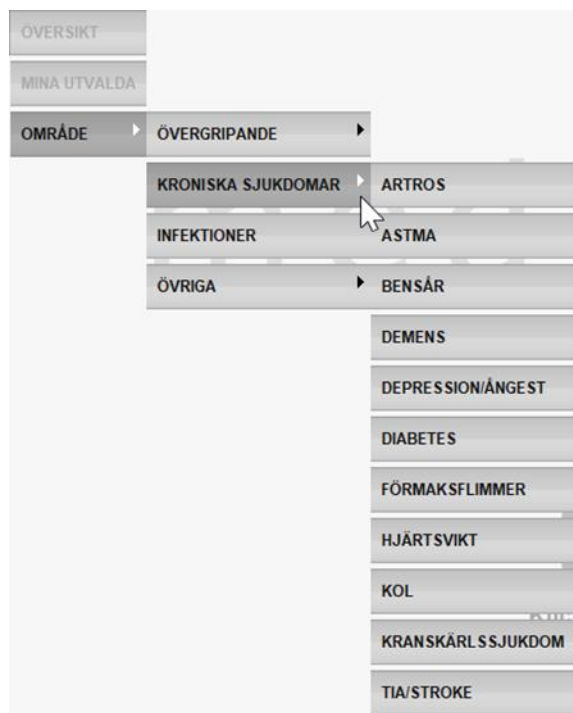 ÖVERSIKT
MINA UTVALDA
OMRÅDE
ÖVERGRIPANDE
KRONISKA SJUKDOMAR
INFEKTIONER
ÖVRIGA
ARTROS
ASTMA
BENSÅR
DEMENS
DEPRESSION/ÅNGEST
DIABETES
FÖRMAKSFLIMMER
HJÄRTSVIKT
KOL
KRANSKÄRLSSJUKDOM
TIA/STROKE